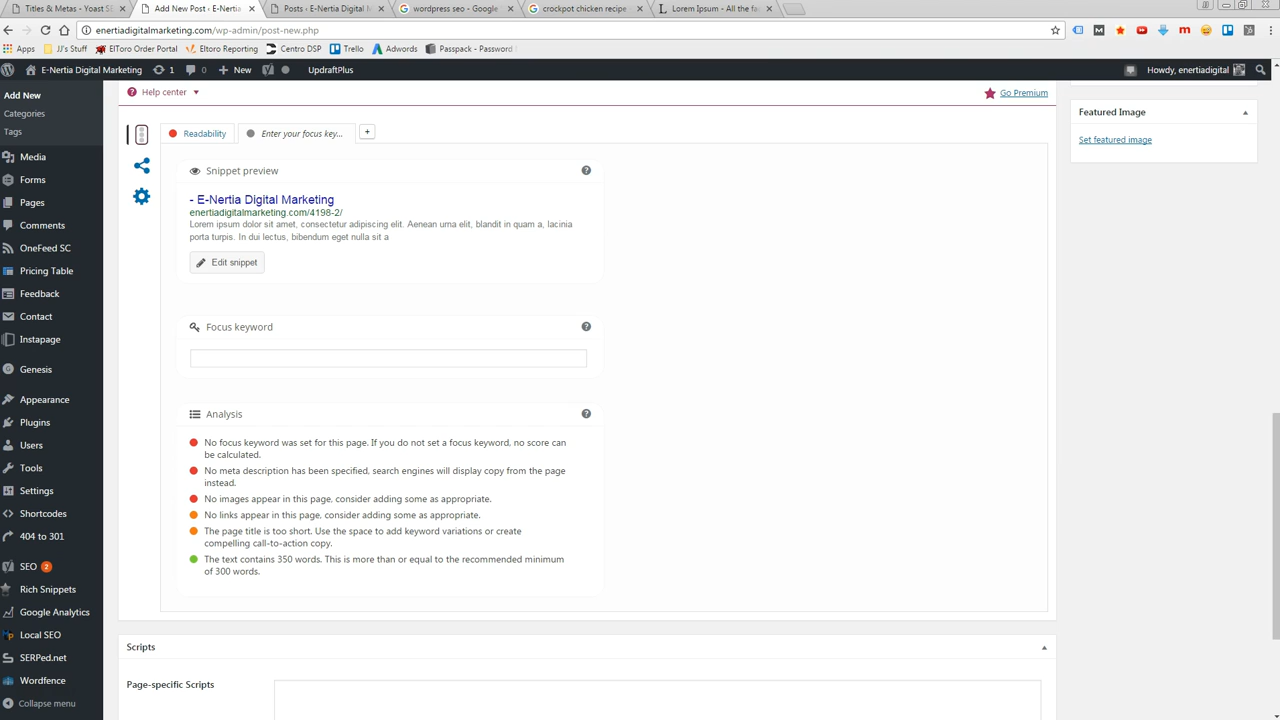 Titles & Metas - Yoast SE
Add New Post ‹ E-Nertia
Posts ‹ E-Nertia Digital M
wordpress seo - Google
crockpot chicken recipe
Lorem Ipsum - All the fa
enertiadigitalmarketing.com/wp-admin/post-new.php
Apps
JJ's Stuff
ElToro Order Portal
Eltoro Reporting
Centro DSP
Trello
Adwords
Passpack - Password
E-Nertia Digital Marketing
1
0
+ New
UpdraftPlus
Howdy, enertiadigital
Add New
Categories
Tags
Media
Forms
Pages
Comments
OneFeed SC
Pricing Table
Feedback
Contact
Instapage
Genesis
Appearance
Plugins
Users
Tools
Settings
Shortcodes
404 to 301
SEO 2
Rich Snippets
Google Analytics
Local SEO
SERPed.net
Wordfence
Collapse menu
Help center
Go Premium
Readability
Enter your focus key...
+
Snippet preview
- E-Nertia Digital Marketing
enertiadigitalmarketing.com/4198-2/
Lorem ipsum dolor sit amet, consectetur adipiscing elit. Aenean urna elit, blandit in quam a, lacinia
porta turpis. In dui lectus, bibendum eget nulla sit a
Edit snippet
Focus keyword
Analysis
No focus keyword was set for this page. If you do not set a focus keyword, no score can
be calculated.
No meta description has been specified, search engines will display copy from the page
instead.
No images appear in this page, consider adding some as appropriate.
No links appear in this page, consider adding some as appropriate.
The page title is too short. Use the space to add keyword variations or create
compelling call-to-action copy.
The text contains 350 words. This is more than or equal to the recommended minimum
of 300 words.
Scripts
Page-specific Scripts
Featured Image
Set featured image